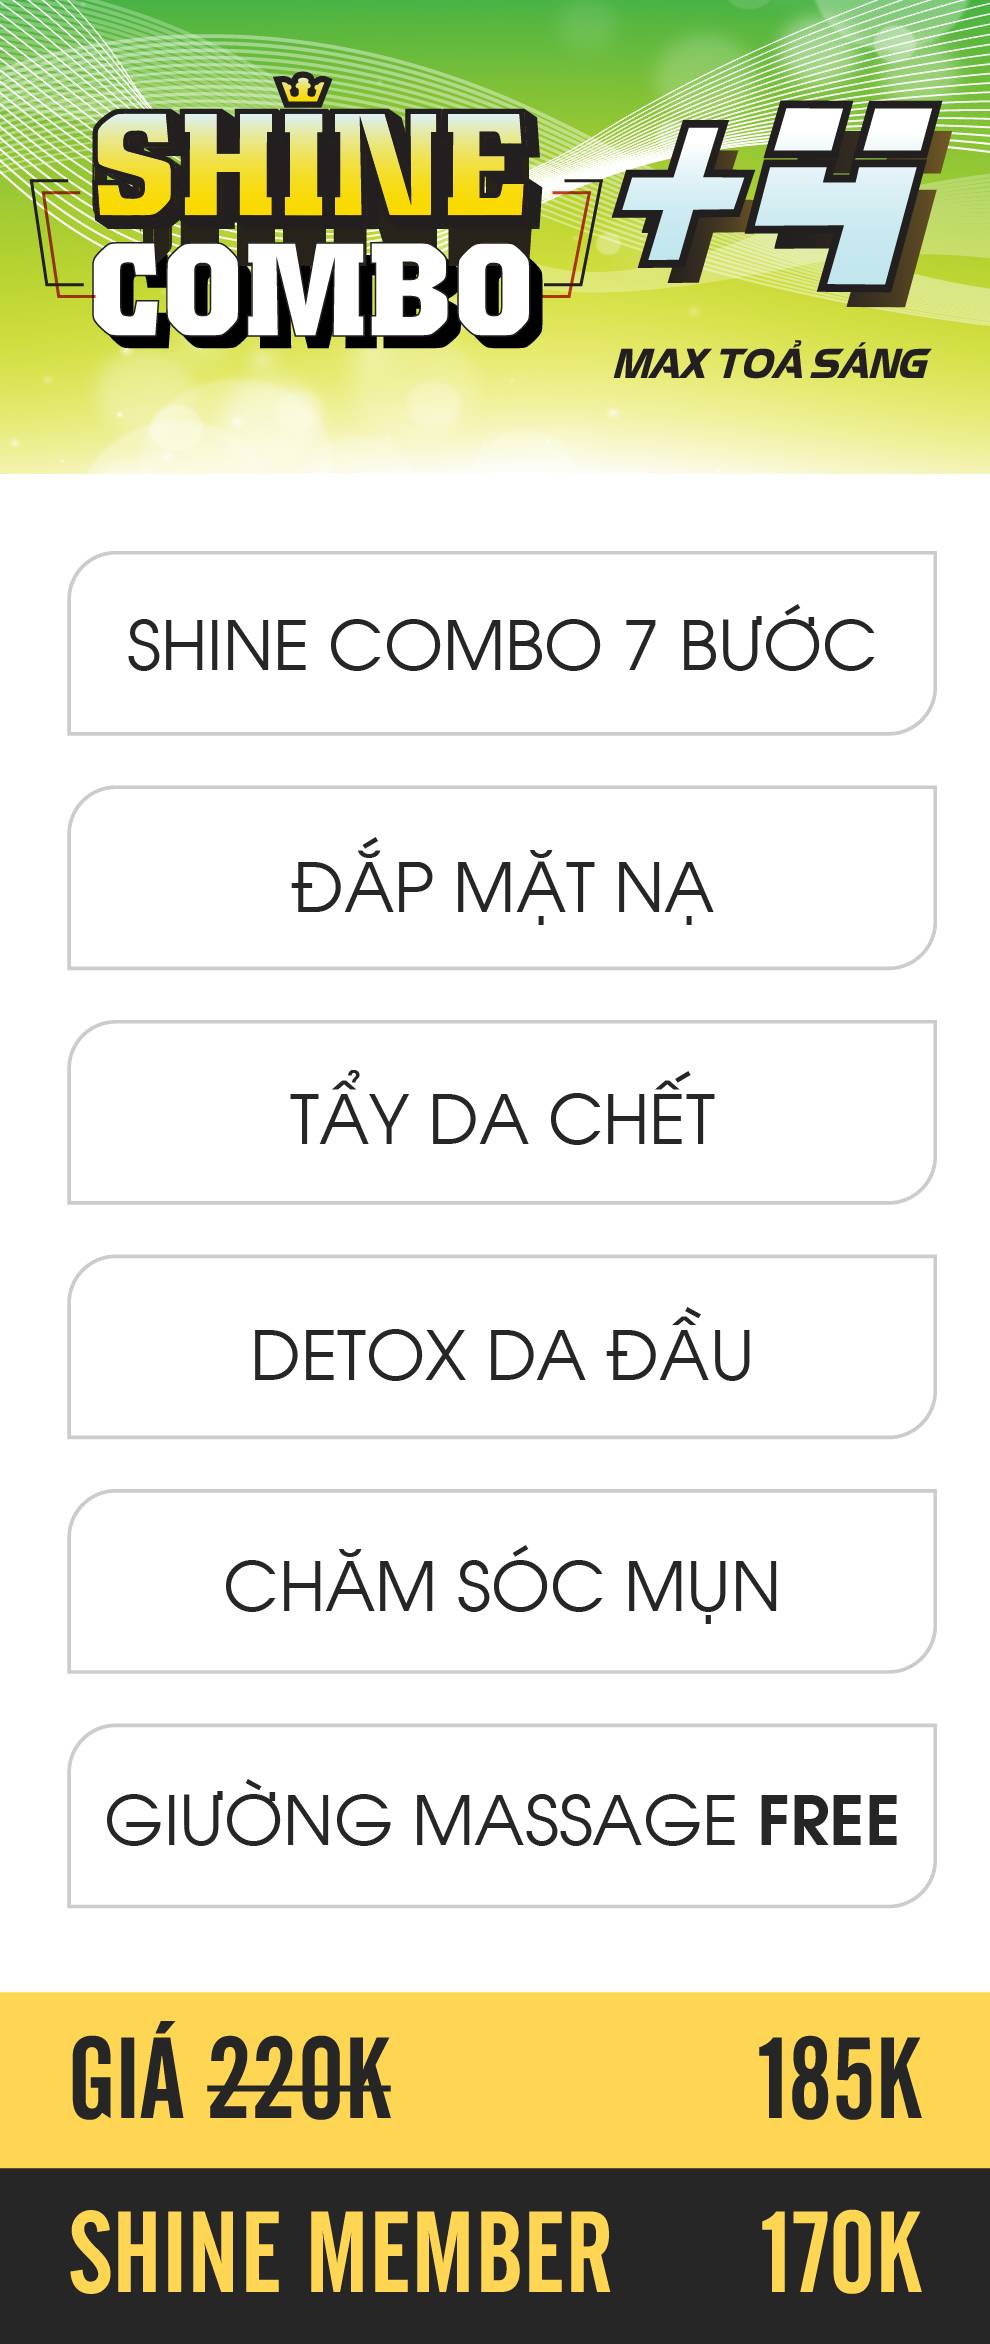 SHINE
COMBO
+4
MAX TOẢ SÁNG
SHINE COMBO 7 BƯỚC
ĐẮP MẶT NẠ
TẨY DA CHẾT
DETOX DA ĐẦU
CHĂM SÓC MỤN
GIƯỜNG MASSAGE FREE
GIÁ 220K 185K
SHINE MEMBER 170K